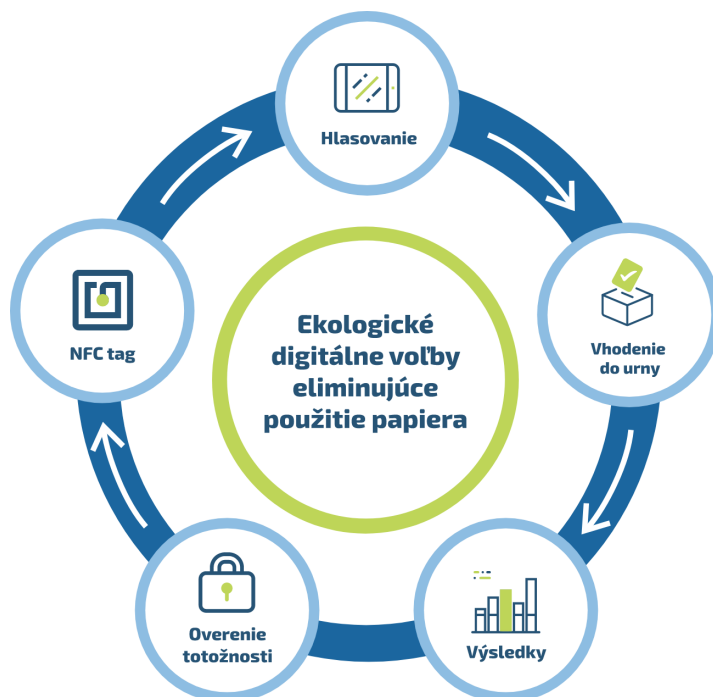 Hlasovanie
NFC tag
Vhodenie
do urny
Ekologické
digitálne voľby
eliminujúce
použitie papiera
Overenie
totožnosti
Výsledky